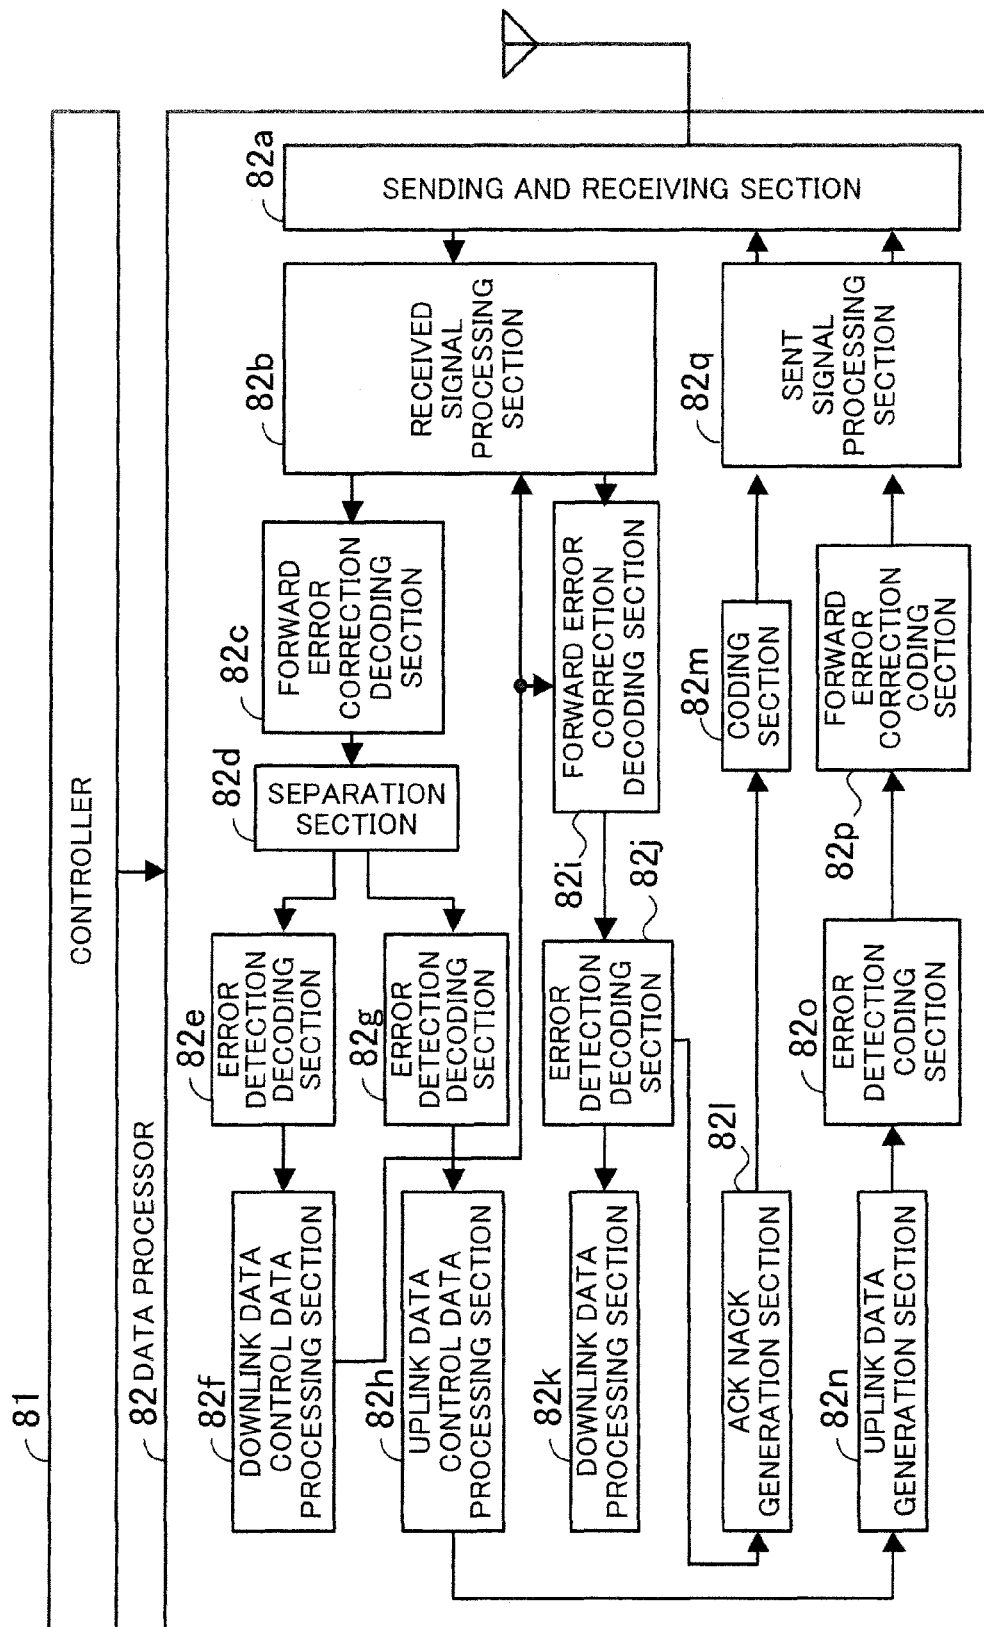 81
CONTROLLER
82
DATA PROCESSOR
82a
SENDING AND RECEIVING SECTION
82b
RECEIVED
SIGNAL
PROCESSING
SECTION
82c
FORWARD
ERROR
CORRECTION
DECODING
SECTION
82d
SEPARATION
SECTION
82e
ERROR
DETECTION
DECODING
SECTION
82f
DOWNLINK DATA
CONTROL DATA
PROCESSING SECTION
82g
ERROR
DETECTION
DECODING
SECTION
82h
UPLINK DATA
CONTROL DATA
PROCESSING SECTION
82i
FORWARD ERROR
CORRECTION
DECODING SECTION
82j
ERROR
DETECTION
DECODING
SECTION
82k
DOWNLINK DATA
PROCESSING SECTION
82l
ACK NACK
GENERATION SECTION
82m
CODING
SECTION
82n
UPLINK DATA
GENERATION SECTION
82o
ERROR
DETECTION
CODING
SECTION
82p
FORWARD
ERROR
CORRECTION
CODING
SECTION
82q
SENT
SIGNAL
PROCESSING
SECTION